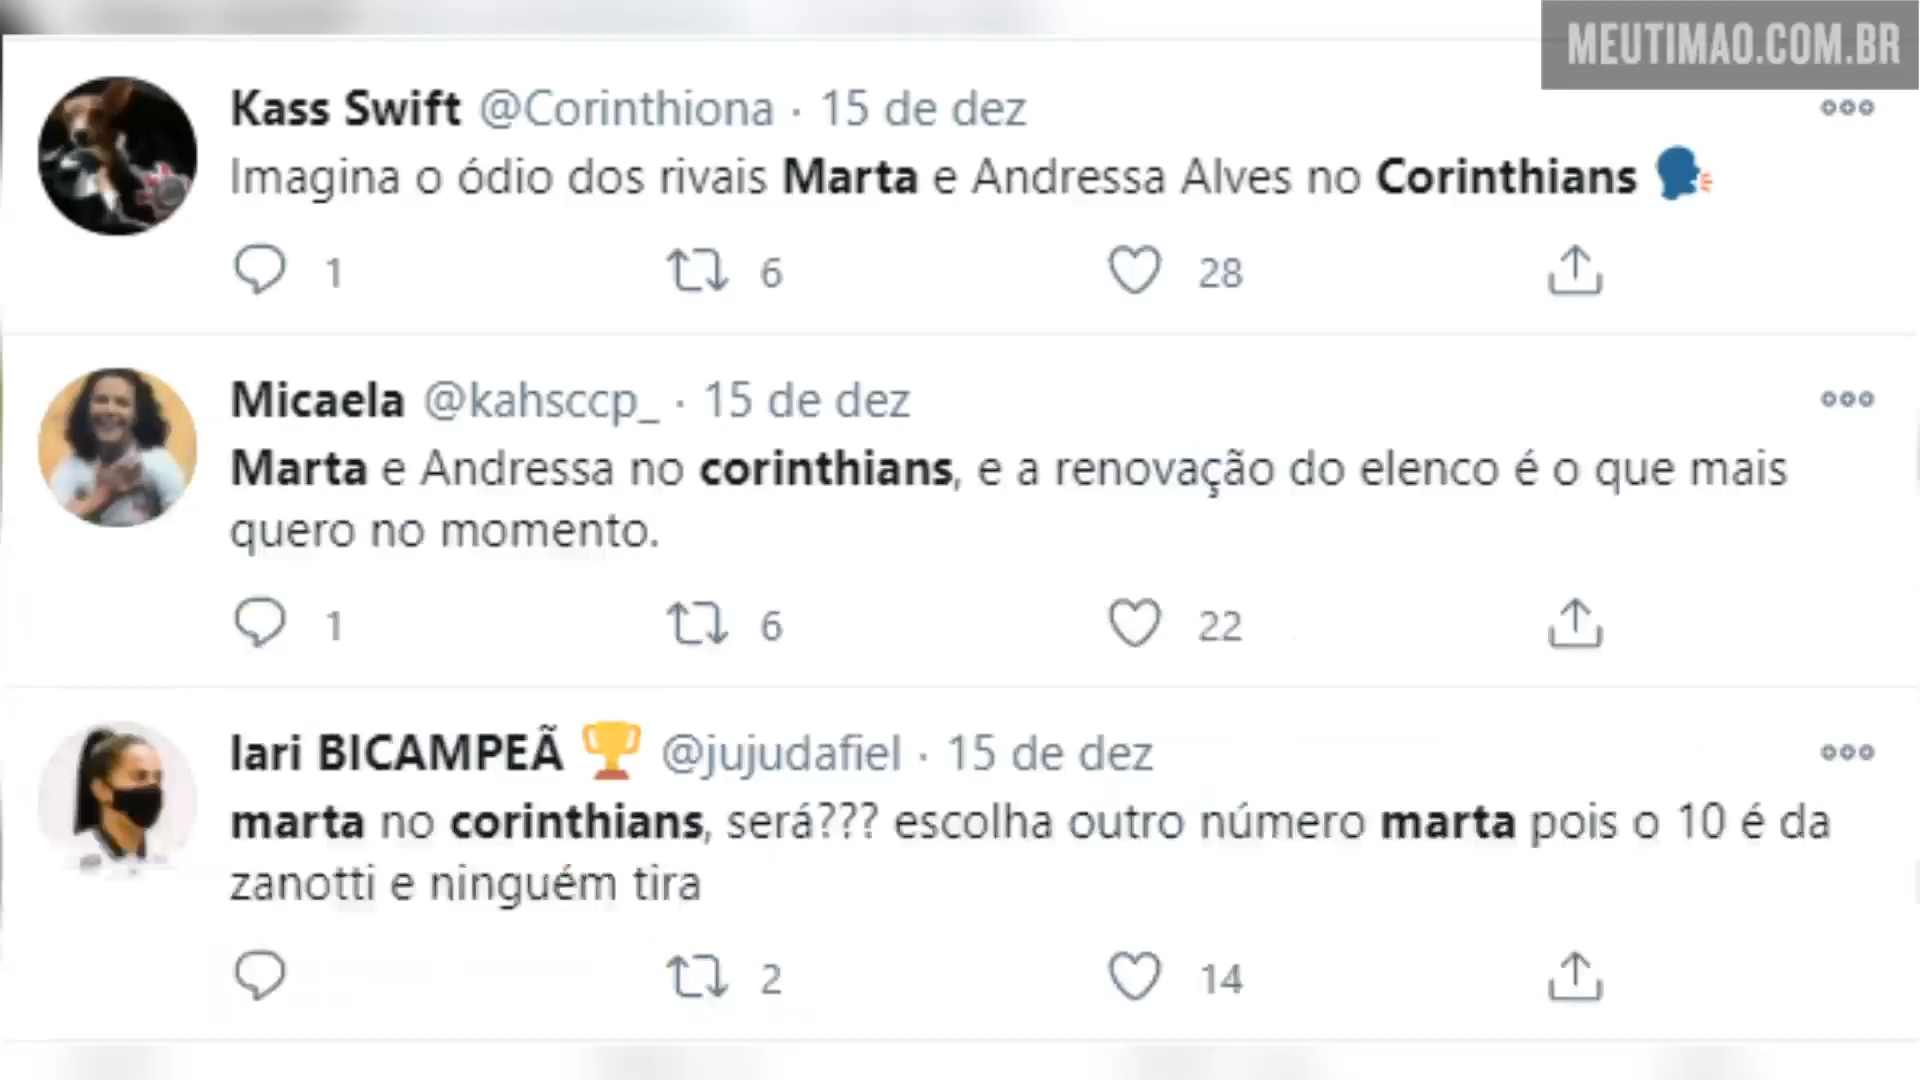 MEUTIMAO.COM.BR
Kass Swift @Corinthiona · 15 de dez
Imagina o ódio dos rivais Marta e Andressa Alves no Corinthians 🗣
1 6 28
Micaela @kahsccp_ · 15 de dez
Marta e Andressa no corinthians, e a renovação do elenco é o que mais
quero no momento.
1 6 22
lari BICAMPEÃ 🏆 @jujudafiel · 15 de dez
marta no corinthians, será??? escolha outro número marta pois o 10 é da
zanotti e ninguém tira
2 14